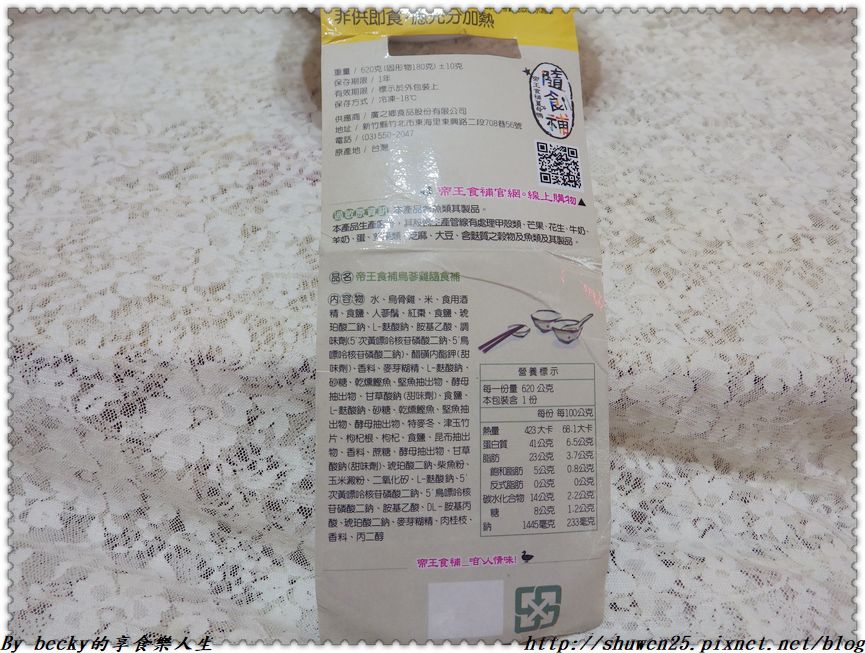 非供即食,應充分加熱
重量 / 620克(固形物180克)±10克
保存期限 / 1年
有效期限 / 標示於外包裝上
保存方式 / 冷凍-18℃
供應商 / 廣之鄉食品股份有限公司
地址 / 新竹縣竹北市東海里東興路二段708巷56號
電話 / (03)550-2047
原產地 / 台灣
隨食補
帝王食補官網。線上購物▲
過敏原資訊 本產品含魚類其製品。
本產品生產製造,其產線有處理甲殼類、芒果、花生、牛奶、
羊奶、蛋、芝麻、大豆、含麩質之穀物及魚類及其製品。
品名 帝王食補烏蔘雞隨食補
內容物 水、烏骨雞、米、食用酒
精、食鹽、人蔘鬚、紅棗、食鹽、琥
珀酸二鈉、L-麩酸鈉、胺基乙酸、調
味劑(5'次黃嘌呤核苷磷酸二鈉、5'鳥
嘌呤核苷磷酸二鈉)、醋磺內酯鉀(甜
味劑)、香料、麥芽糊精、L-麩酸鈉、
砂糖、乾燥鰹魚、堅魚抽出物、酵母
抽出物、甘草酸鈉(甜味劑)、食鹽、
L-麩酸鈉、砂糖、乾燥鰹魚、堅魚抽
出物、酵母抽出物、特麥冬、津玉竹
片、枸杞根、枸杞、食鹽、昆布抽出
物、香料、蔗糖、酵母抽出物、甘草
酸鈉(甜味劑)、琥珀酸二鈉、柴魚粉、
玉米澱粉、二氧化矽、L-麩酸鈉、5'
次黃嘌呤核苷磷酸二鈉、5'鳥嘌呤核
苷磷酸二鈉、胺基乙酸、DL-胺基丙
酸、琥珀酸二鈉、麥芽糊精、肉桂枝、
香料、丙二醇
營養標示
每一份量 620 公克
本包裝含 1 份
每份 每100公克
熱量 423 大卡 68.1大卡
蛋白質 41公克 6.5公克
脂肪 23公克 3.7公克
飽和脂肪 5公克 0.8公克
反式脂肪 0公克 0公克
碳水化合物 14公克 2.2公克
糖 8公克 1.2公克
鈉 1445毫克 233毫克
帝王食補_咱ㄟ人情味!
By becky的享食樂人生
http://shuwen25.pixnet.net/blog